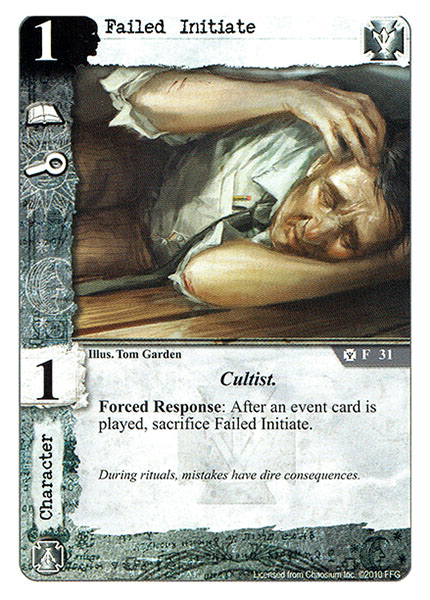 1
Failed Initiate
Illus. Tom Garden
F 31
1
Cultist.
Forced Response: After an event card is
played, sacrifice Failed Initiate.
During rituals, mistakes have dire consequences.
Character
Licensed from Chaosium Inc. ©2010 FFG